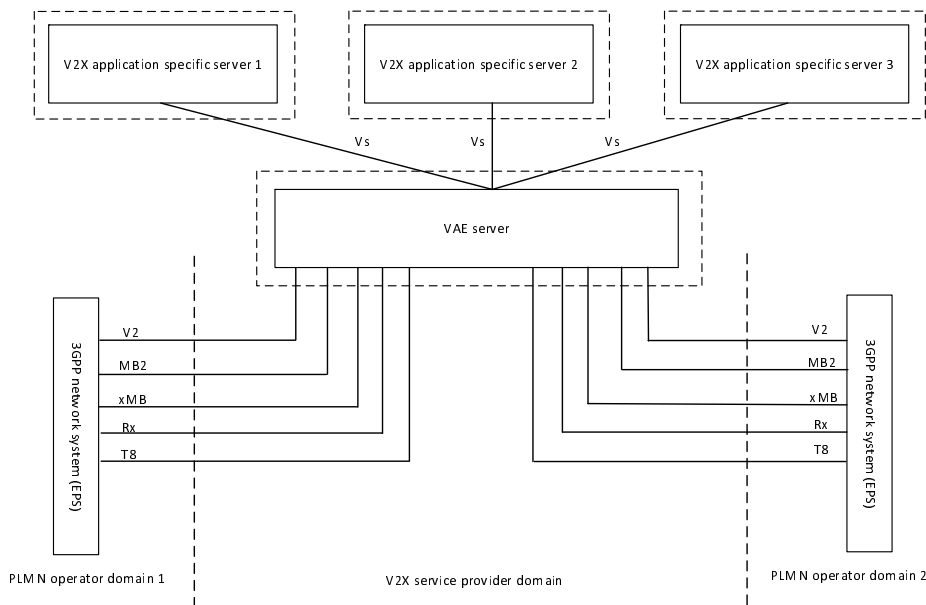 V2X application specific server 1
V2X application specific server 2
V2X application specific server 3
Vs
Vs
Vs
VAE server
3GPP network system (EPS)
V2
MB2
xMB
Rx
T8
V2
MB2
xMB
Rx
T8
3GPP network system (EPS)
PLMN operator domain 1
V2X service provider domain
PLMN operator domain 2